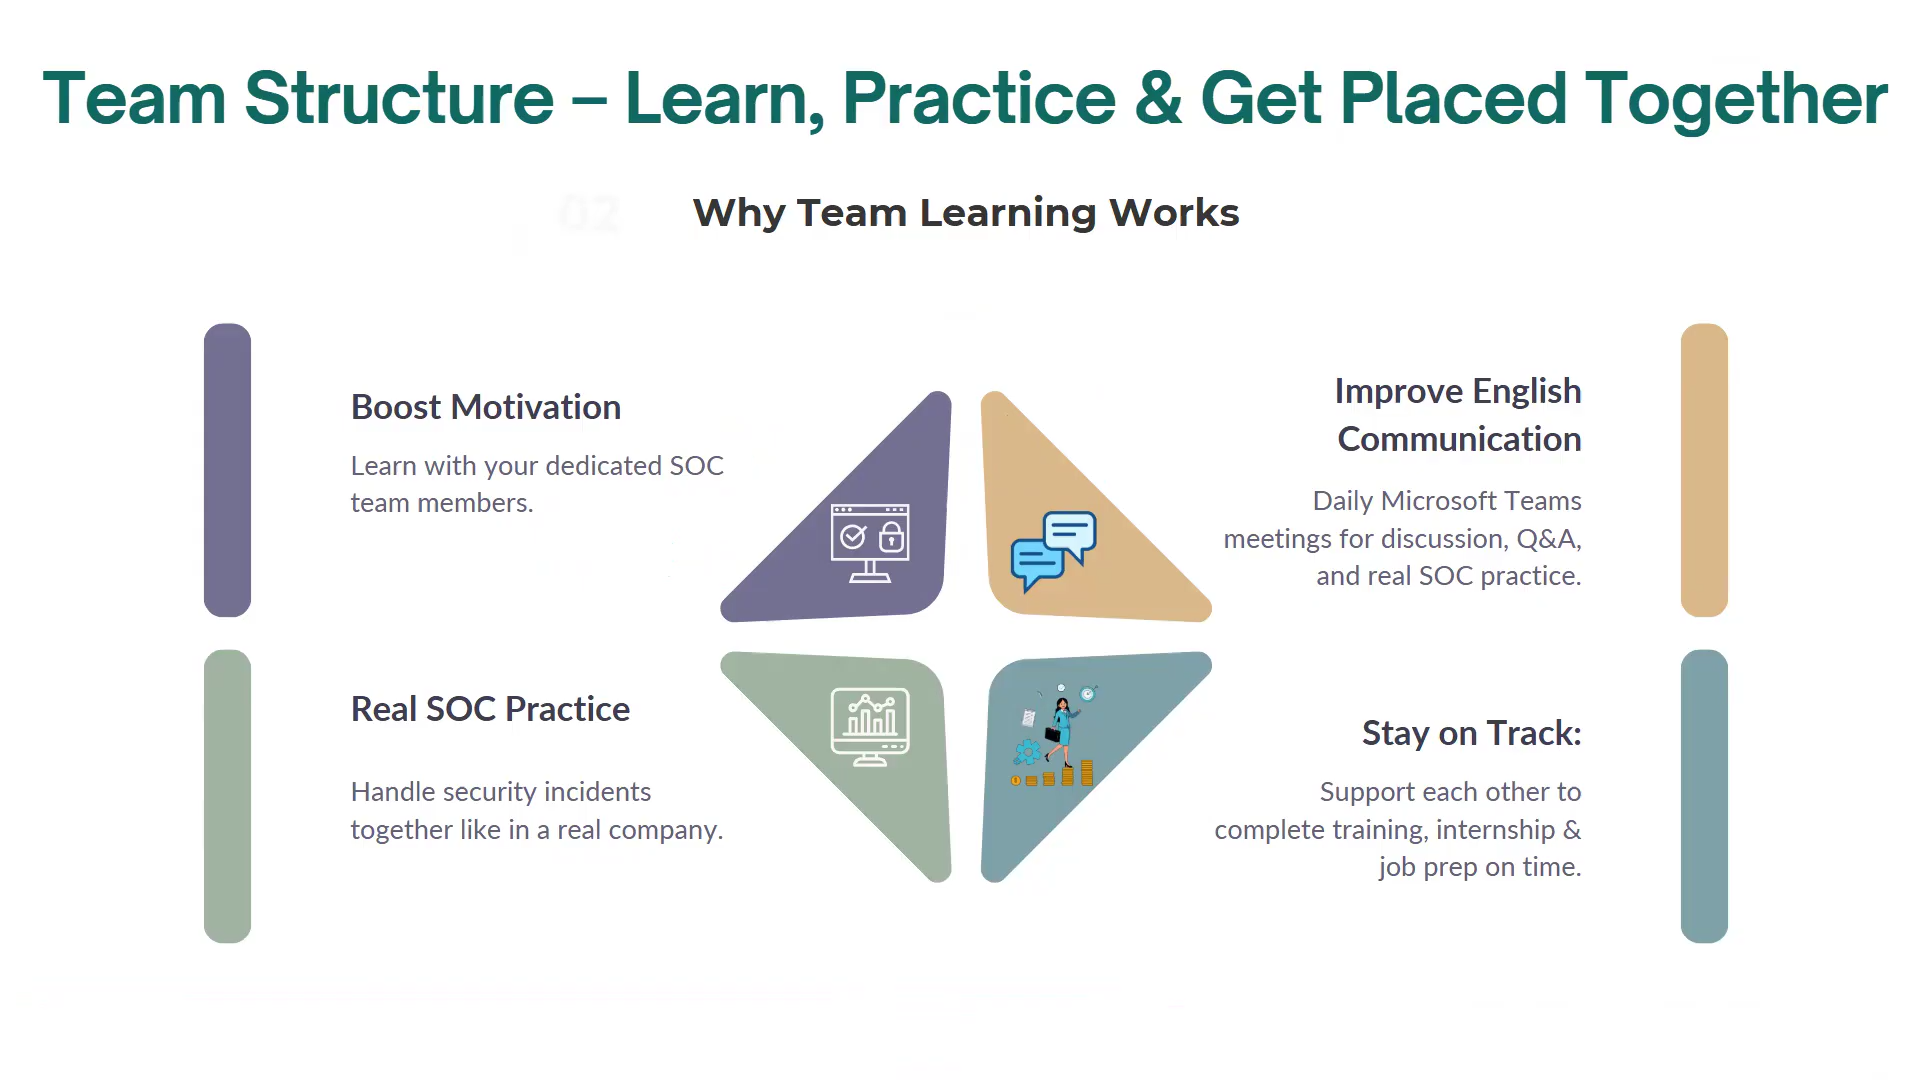 Team Structure – Learn, Practice & Get Placed Together
02
Why Team Learning Works
Boost Motivation
Learn with your dedicated SOC
team members.
Improve English
Communication
Daily Microsoft Teams
meetings for discussion, Q&A,
and real SOC practice.
Real SOC Practice
Handle security incidents
together like in a real company.
Stay on Track:
Support each other to
complete training, internship &
job prep on time.